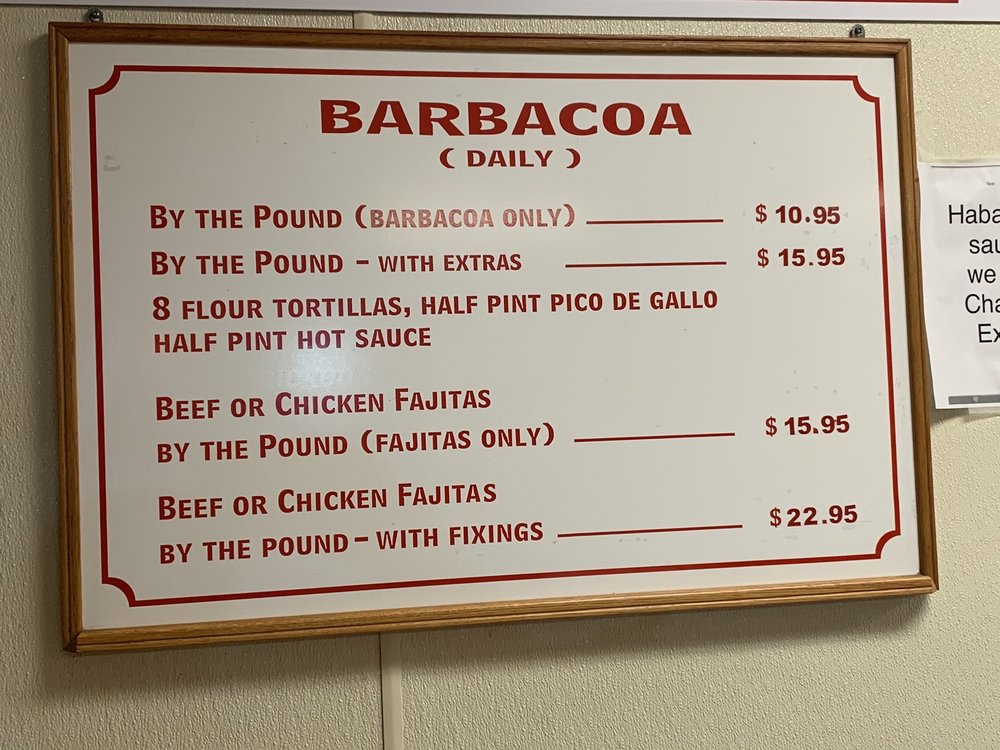 BARBACOA
( DAILY )
BY THE POUND (BARBACOA ONLY) $ 10.95
BY THE POUND - WITH EXTRAS $ 15.95
8 FLOUR TORTILLAS, HALF PINT PICO DE GALLO
HALF PINT HOT SAUCE
BEEF OR CHICKEN FAJITAS
BY THE POUND (FAJITAS ONLY) $ 15.95
BEEF OR CHICKEN FAJITAS
BY THE POUND - WITH FIXINGS $ 22.95
we